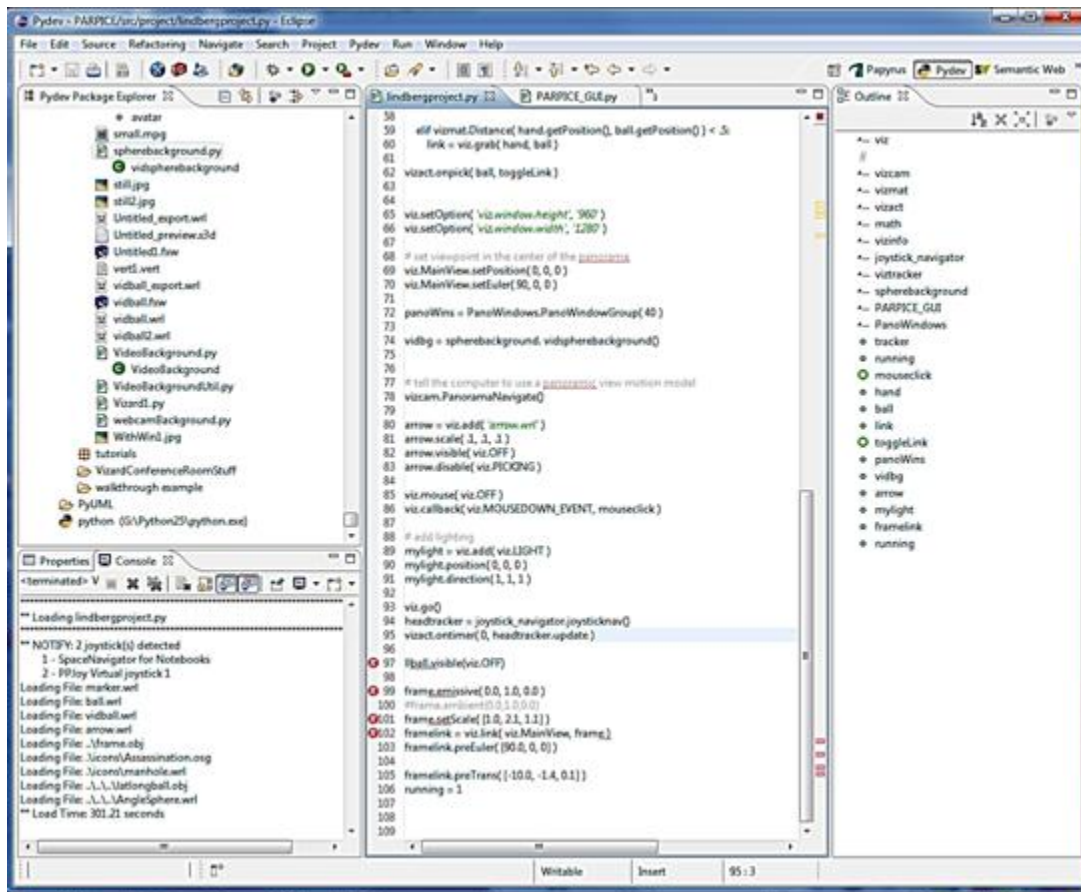 Pydev - PARPICE/src/project/lindbergproject.py - Eclipse
File Edit Source Refactoring Navigate Search Project Pydev Run Window Help
Papyrus Pydev Semantic Web
Pydev Package Explorer
avatar
small.mpg
spherebackground.py
vidspherebackground
still.jpg
still2.jpg
Untitled_export.wrl
Untitled_preview.s3d
Untitled1.fxw
vert1.vert
vidball_export.wrl
vidball.fxw
vidball.wrl
vidball2.wrl
VideoBackground.py
VideoBackground
VideoBackgroundUtil.py
Vizard1.py
webcamBackground.py
WithWin1.jpg
tutorials
VizardConferenceRoomStuff
walkthrough example
PyUML
python (G:\Python25\python.exe)
Properties Console
<terminated> V
** Loading lindbergproject.py
** NOTIFY: 2 joystick(s) detected
1 - SpaceNavigator for Notebooks
2 - PPJoy Virtual joystick 1
Loading File: marker.wrl
Loading File: ball.wrl
Loading File: vidball.wrl
Loading File: arrow.wrl
Loading File: ..\frame.obj
Loading File: .\icons\Assassination.osg
Loading File: .\icons\manhole.wrl
Loading File: ..\..\..\latlongball.obj
Loading File: ..\..\..\AngleSphere.wrl
** Load Time: 301.21 seconds
lindbergproject.py PARPICE_GUI.py
58
59 elif vizmat.Distance( hand.getPosition(), ball.getPosition() ) < .5:
60 link = viz.grab( hand, ball )
61
62 vizact.onpick( ball, toggleLink )
63
64
65 viz.setOption( 'viz.window.height', '960' )
66 viz.setOption( 'viz.window.width', '1280' )
67
68 # set viewpoint in the center of the panorama
69 viz.MainView.setPosition( 0, 0, 0 )
70 viz.MainView.setEuler( 90, 0, 0 )
71
72 panoWins = PanoWindows.PanoWindowGroup( 40 )
73
74 vidbg = spherebackground. vidspherebackground()
75
76
77 # tell the computer to use a panoramic view motion model
78 vizcam.PanoramaNavigate()
79
80 arrow = viz.add( 'arrow.wrl' )
81 arrow.scale( .1, .1, .1 )
82 arrow.visible( viz.OFF )
83 arrow.disable( viz.PICKING )
84
85 viz.mouse( viz.OFF )
86 viz.callback( viz.MOUSEDOWN_EVENT, mouseclick )
87
88 # add lighting
89 mylight = viz.add( viz.LIGHT )
90 mylight.position( 0, 0, 0 )
91 mylight.direction( 1, 1, 1 )
92
93 viz.go()
94 headtracker = joystick_navigator.joysticknav()
95 vizact.ontimer( 0, headtracker.update )
96
97 llball.visible(viz.OFF)
98
99 frame.emissive( 0.0, 1.0, 0.0 )
100 #frame.ambient(0.0,1.0,0.0)
101 frame.setScale( [1.0, 2.1, 1.1] )
102 framelink = viz.link( viz.MainView, frame )
103 framelink.preEuler( [90.0, 0, 0] )
104
105 framelink.preTrans( [-10.0, -1.4, 0.1] )
106 running = 1
107
108
109
Outline
viz
vizcam
vizmat
vizact
math
vizinfo
joystick_navigator
viztracker
spherebackground
PARPICE_GUI
PanoWindows
tracker
running
mouseclick
hand
ball
link
toggleLink
panoWins
vidbg
arrow
mylight
framelink
running
Writable Insert 95 : 3